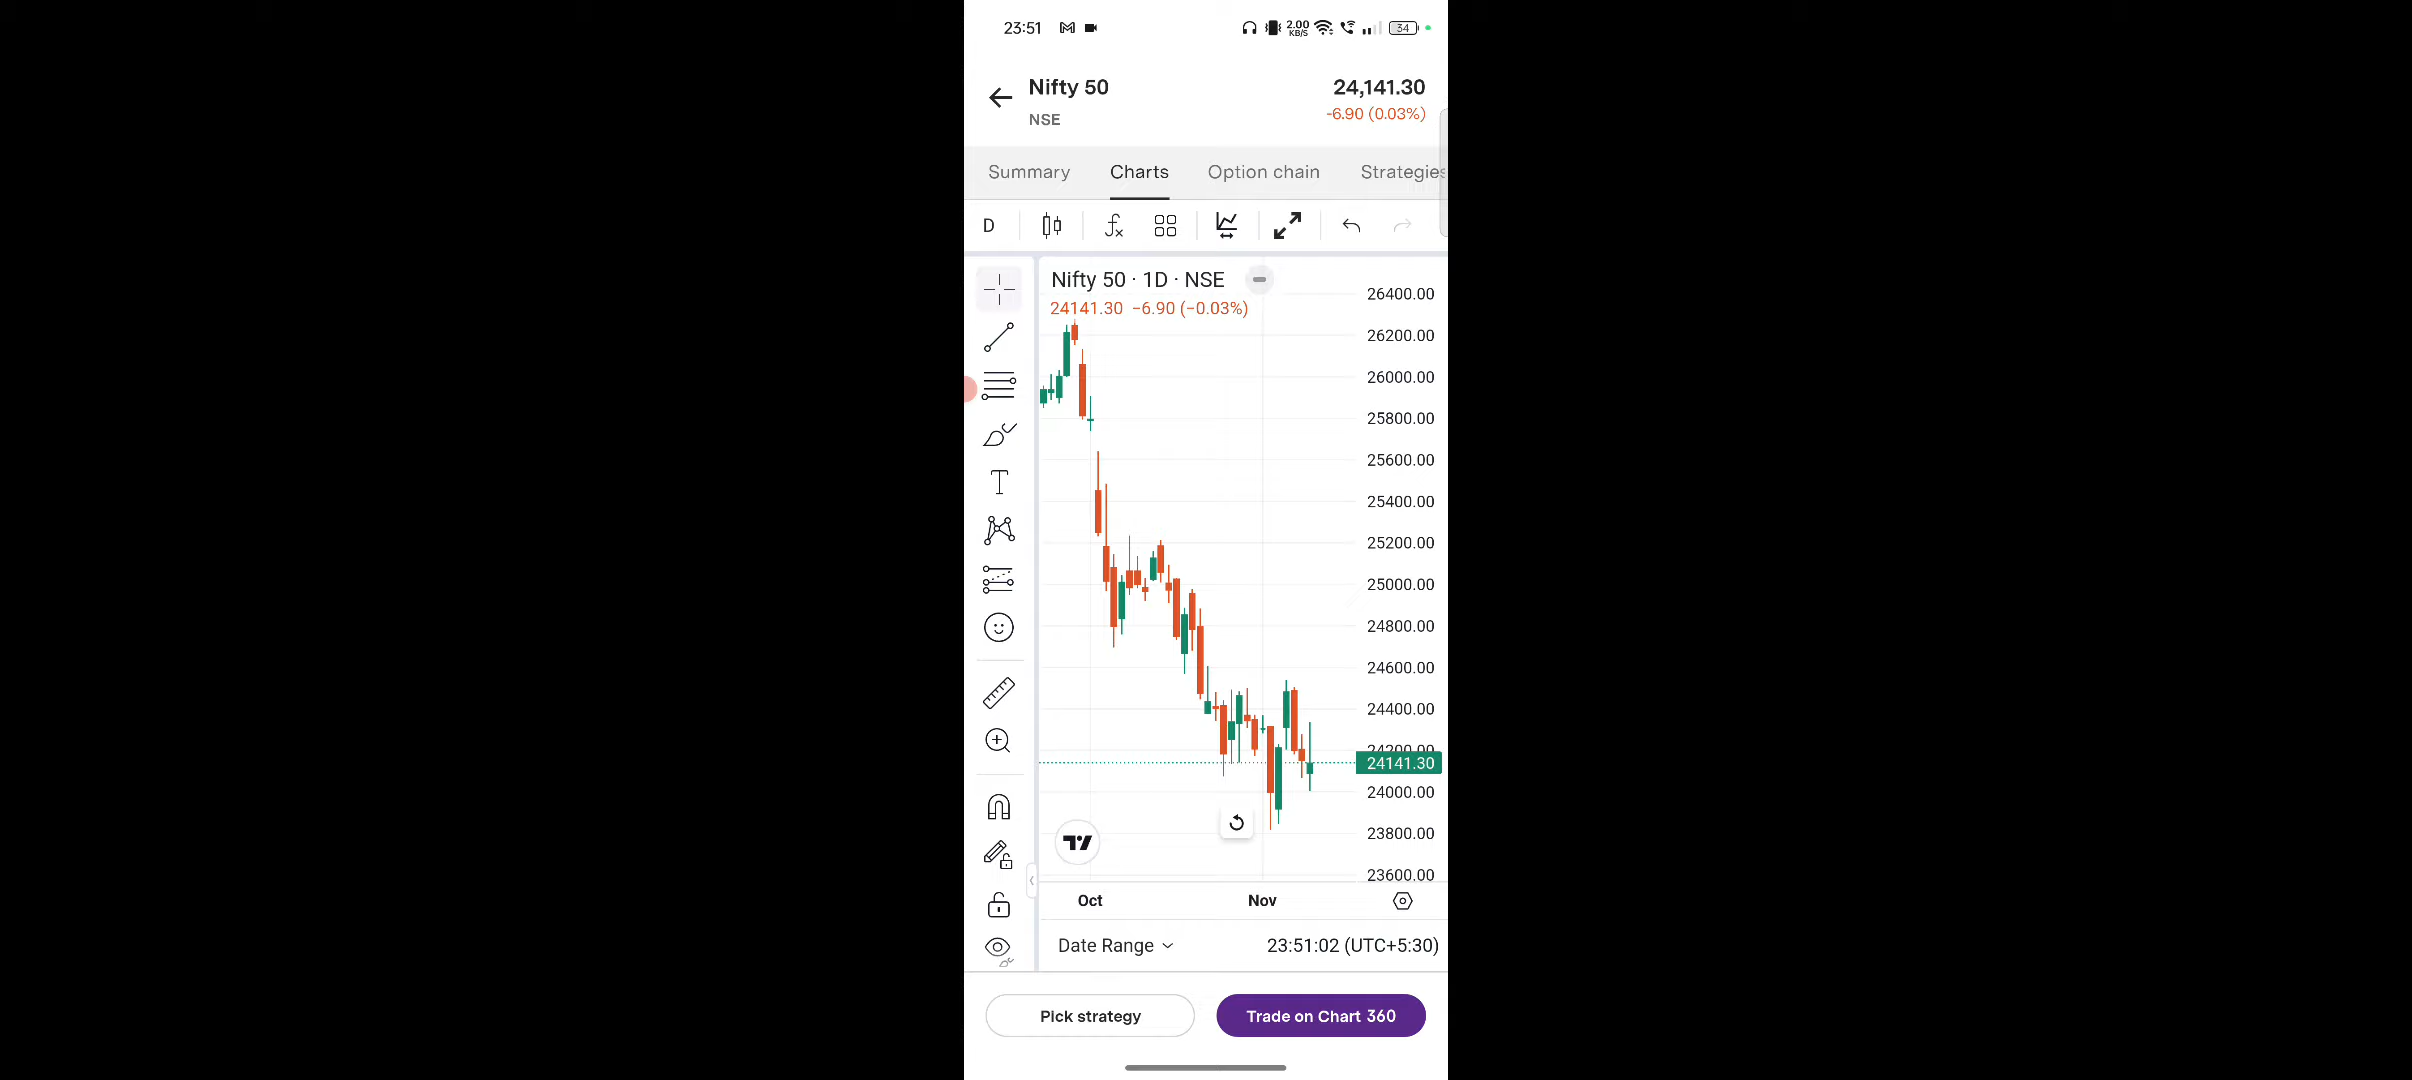 23:51
2.00
KB/S
34
Nifty 50
24,141.30
NSE
-6.90 (0.03%)
Summary
Charts
Option chain
Strategies
D
Nifty 50 · 1D · NSE
24141.30 −6.90 (−0.03%)
26400.00
26200.00
26000.00
25800.00
25600.00
25400.00
25200.00
25000.00
24800.00
24600.00
24400.00
24200.00
24141.30
24000.00
23800.00
23600.00
Oct
Nov
Date Range
23:51:02 (UTC+5:30)
Pick strategy
Trade on Chart 360